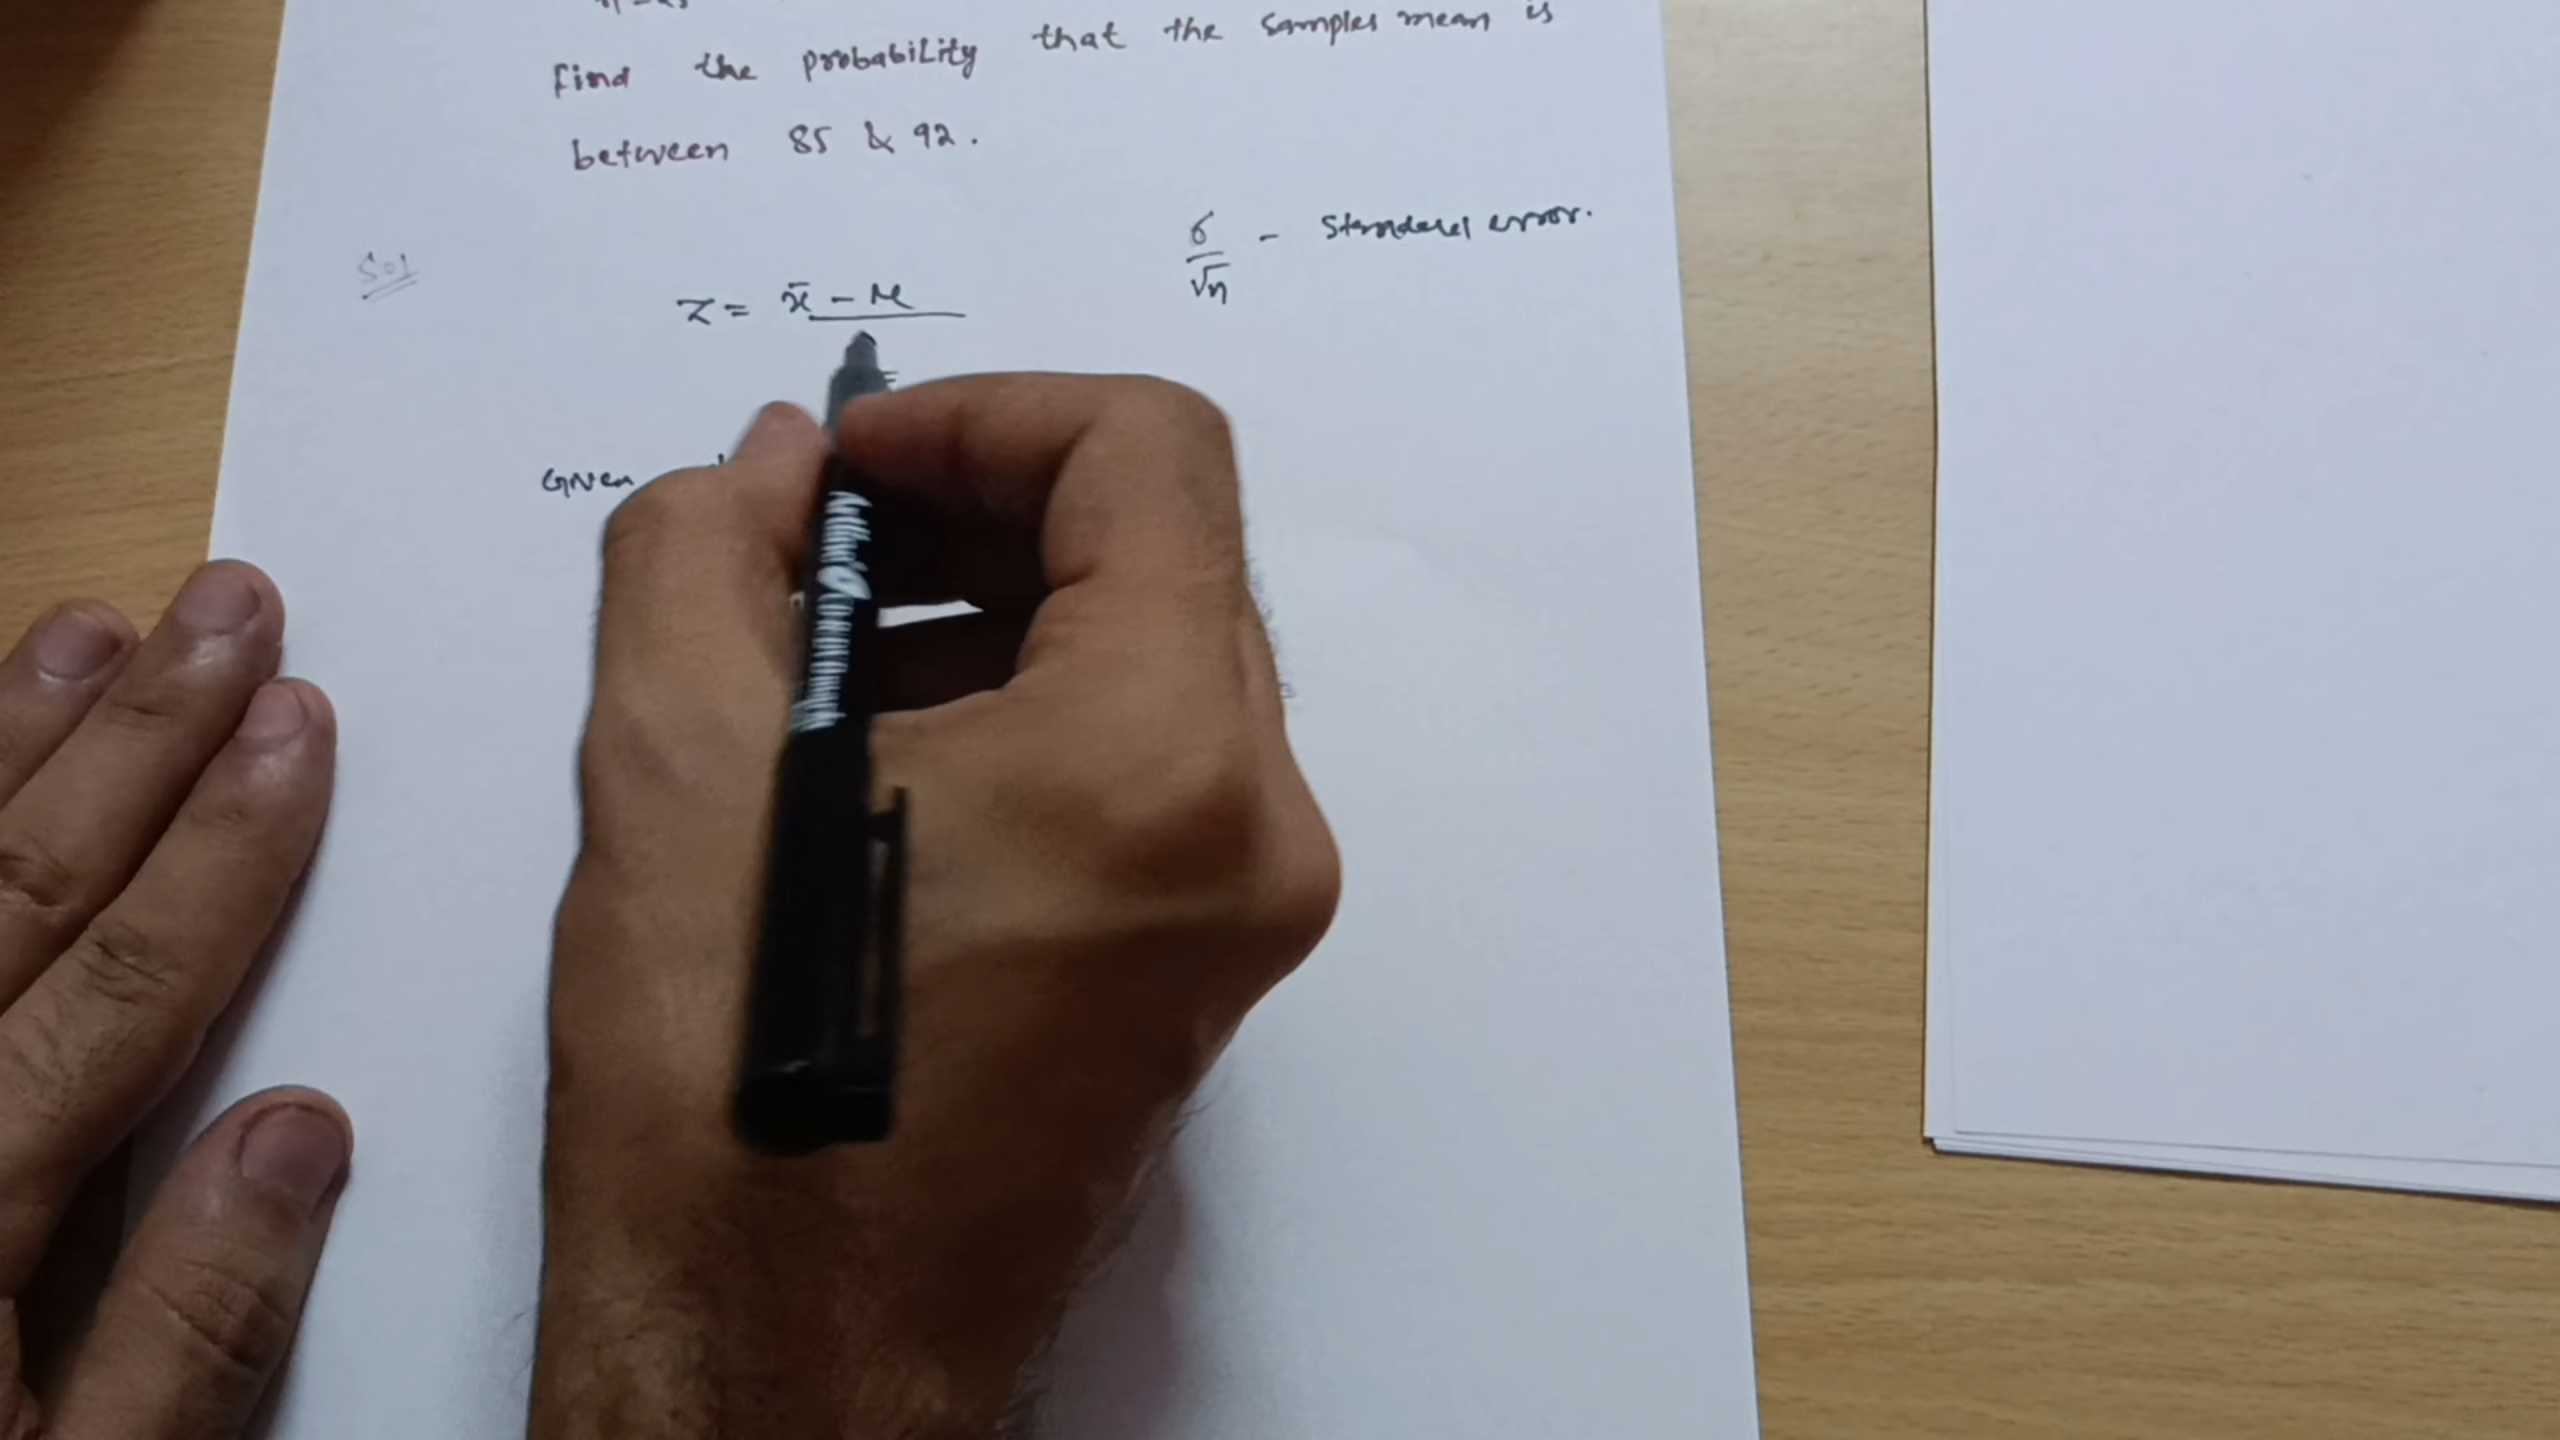 find the probability that the samples mean is
between 85 & 92.
σ/√n - Standard error.
Sol
z = x̄ - μ
Given